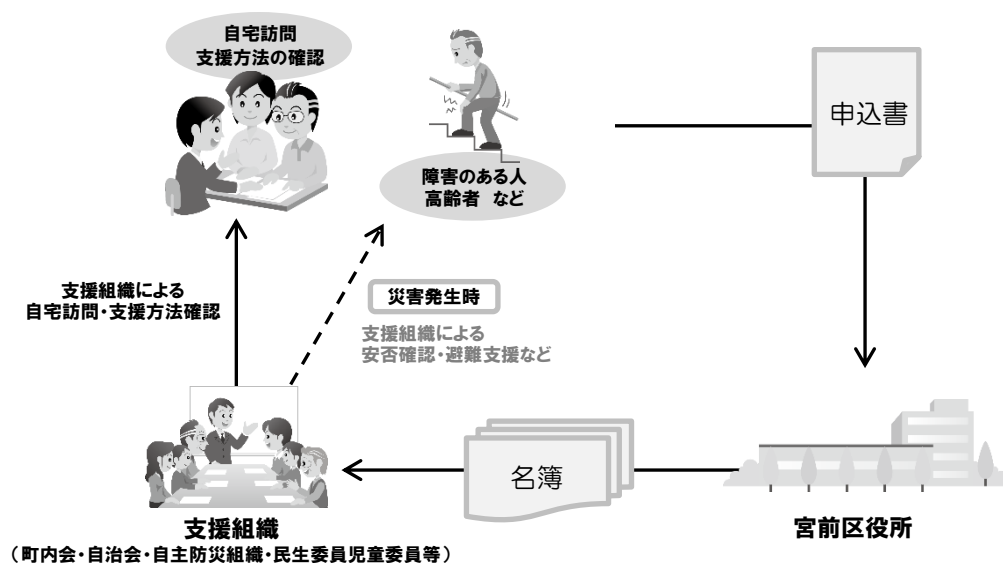 自宅訪問
支援方法の確認
障害のある人
高齢者 など
申込書
支援組織による
自宅訪問・支援方法確認
災害発生時
支援組織による
安否確認・避難支援など
名簿
支援組織
（町内会・自治会・自主防災組織・民生委員児童委員等）
宮前区役所